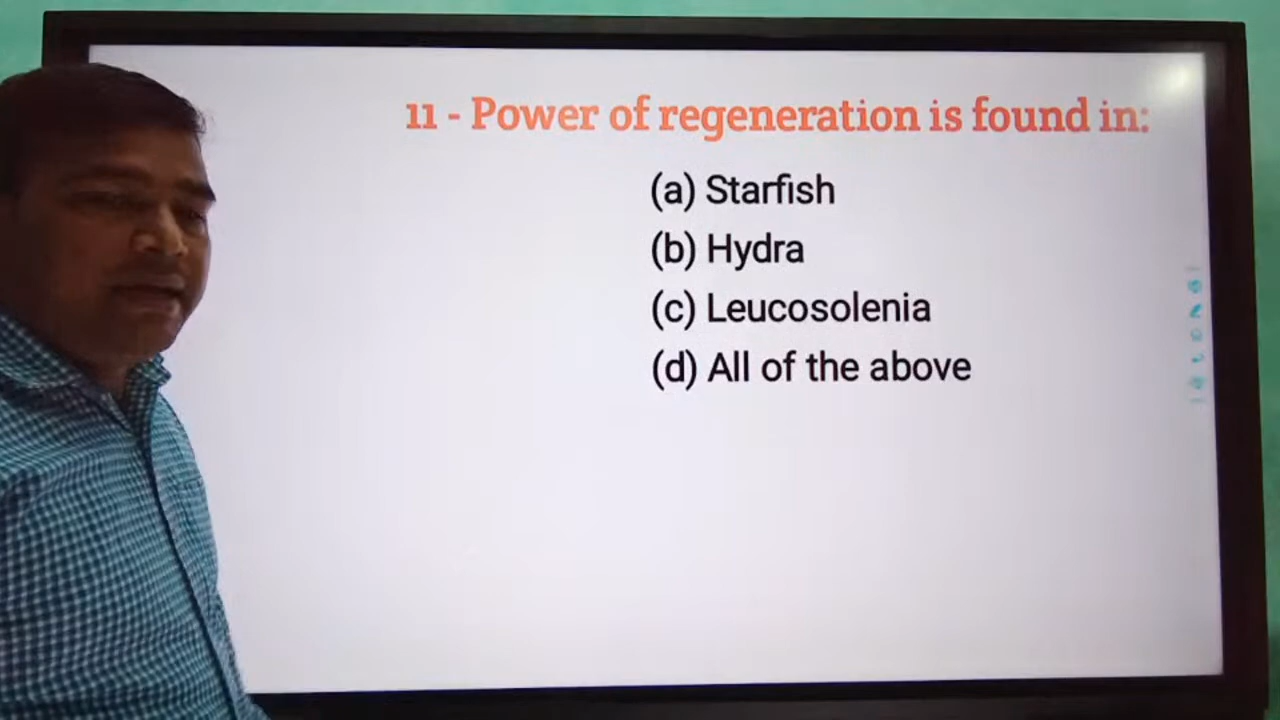 11 - Power of regeneration is found in:
(a) Starfish
(b) Hydra
(c) Leucosolenia
(d) All of the above